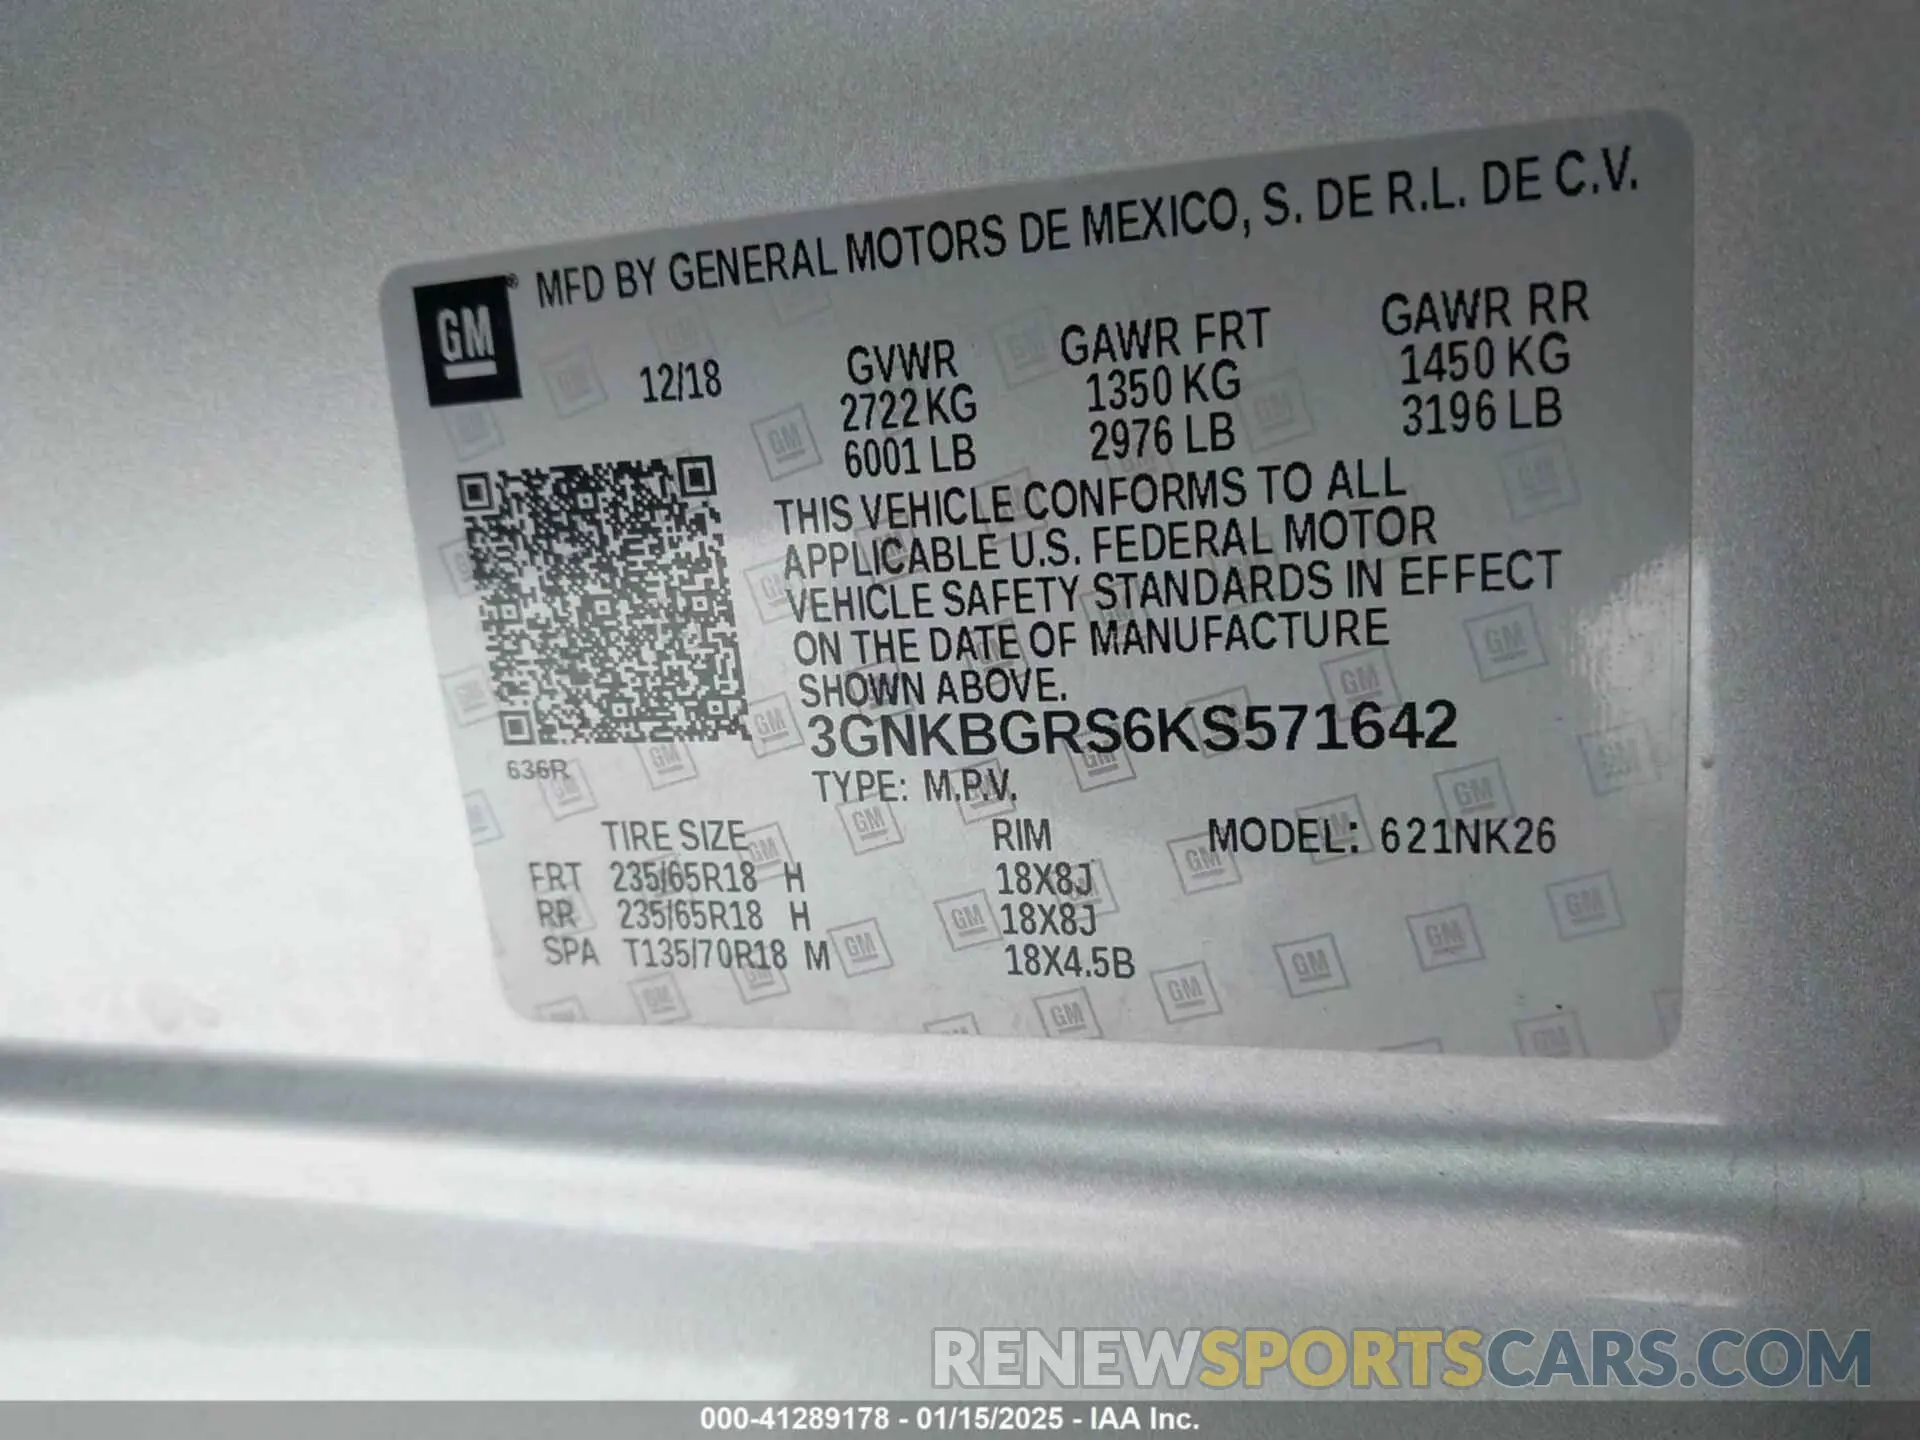 MFD BY GENERAL MOTORS DE MEXICO, S. DE R.L. DE C.V.
GM®
12/18
GVWR GAWR FRT GAWR RR
2722 KG 1350 KG 1450 KG
6001 LB 2976 LB 3196 LB
THIS VEHICLE CONFORMS TO ALL
APPLICABLE U.S. FEDERAL MOTOR
VEHICLE SAFETY STANDARDS IN EFFECT
ON THE DATE OF MANUFACTURE
SHOWN ABOVE.
3GNKBGRS6KS571642
636R
TYPE: M.P.V.
TIRE SIZE RIM MODEL: 621NK26
FRT 235/65R18 H 18X8J
RR 235/65R18 H 18X8J
SPA T135/70R18 M 18X4.5B
RENEWSPORTSCARS.COM
000-41289178 - 01/15/2025 - IAA Inc.